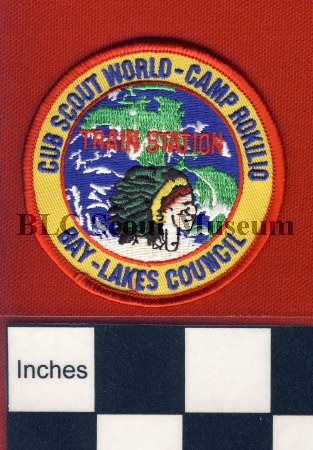 CUB SCOUT WORLD - CAMP ROKILIO
TRAIN STATION
BLC Scout Museum
BAY - LAKES COUNCIL
Inches